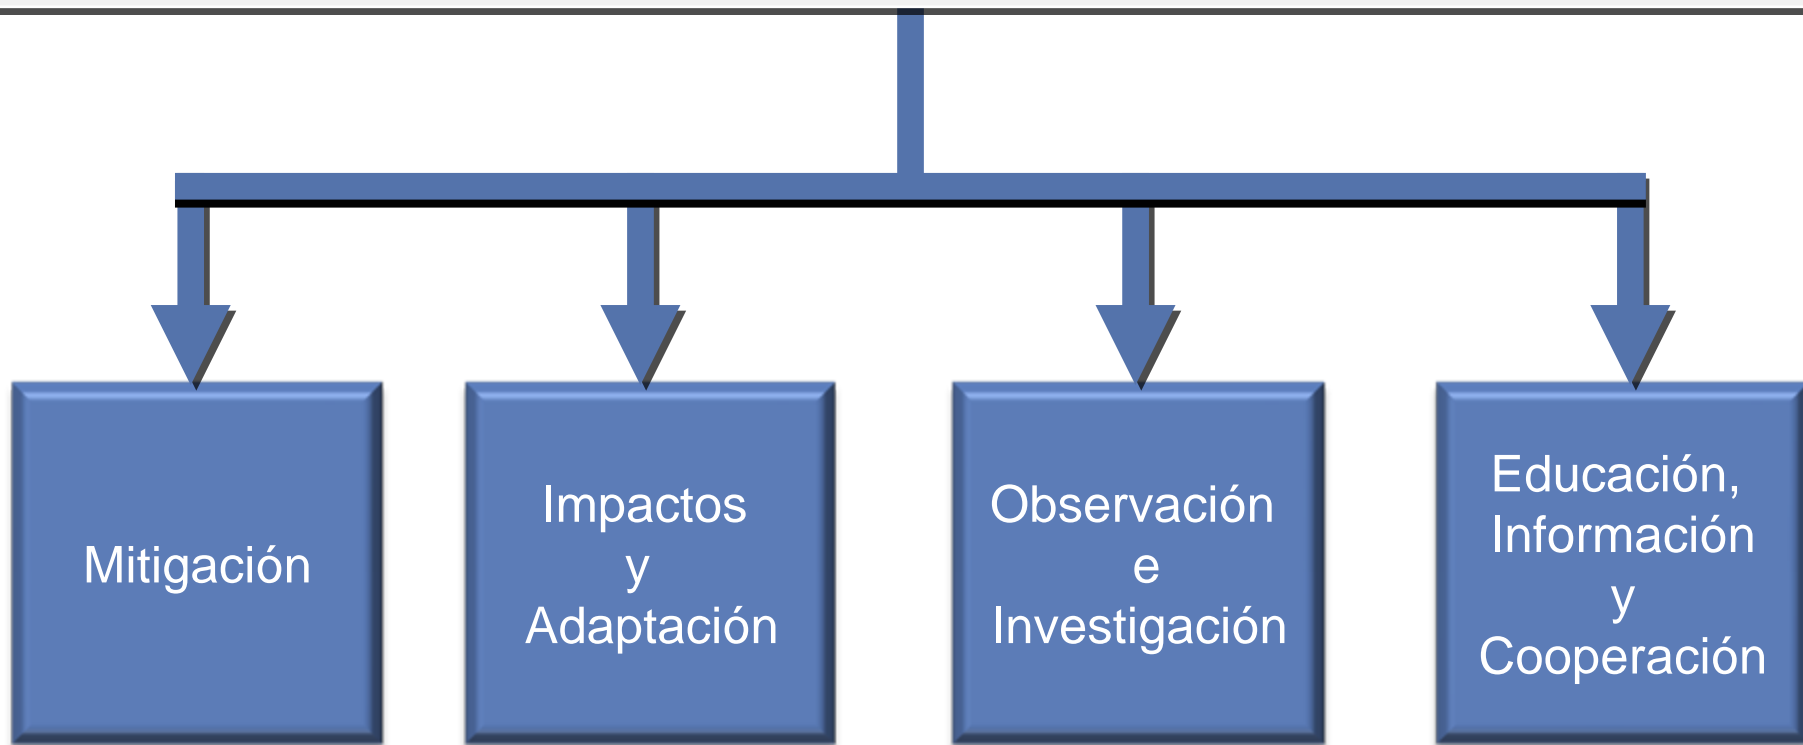 Mitigación
Impactos
y
Adaptación
Observación
e
Investigación
Educación,
Información
y
Cooperación